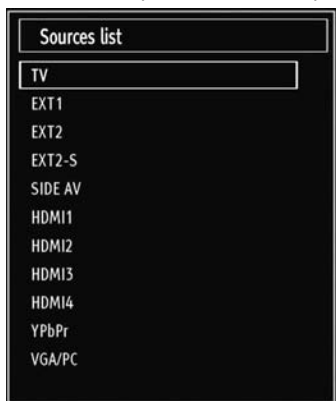 Sources list
TV
EXT1
EXT2
EXT2-S
SIDE AV
HDMI1
HDMI2
HDMI3
HDMI4
YPbPr
VGA/PC